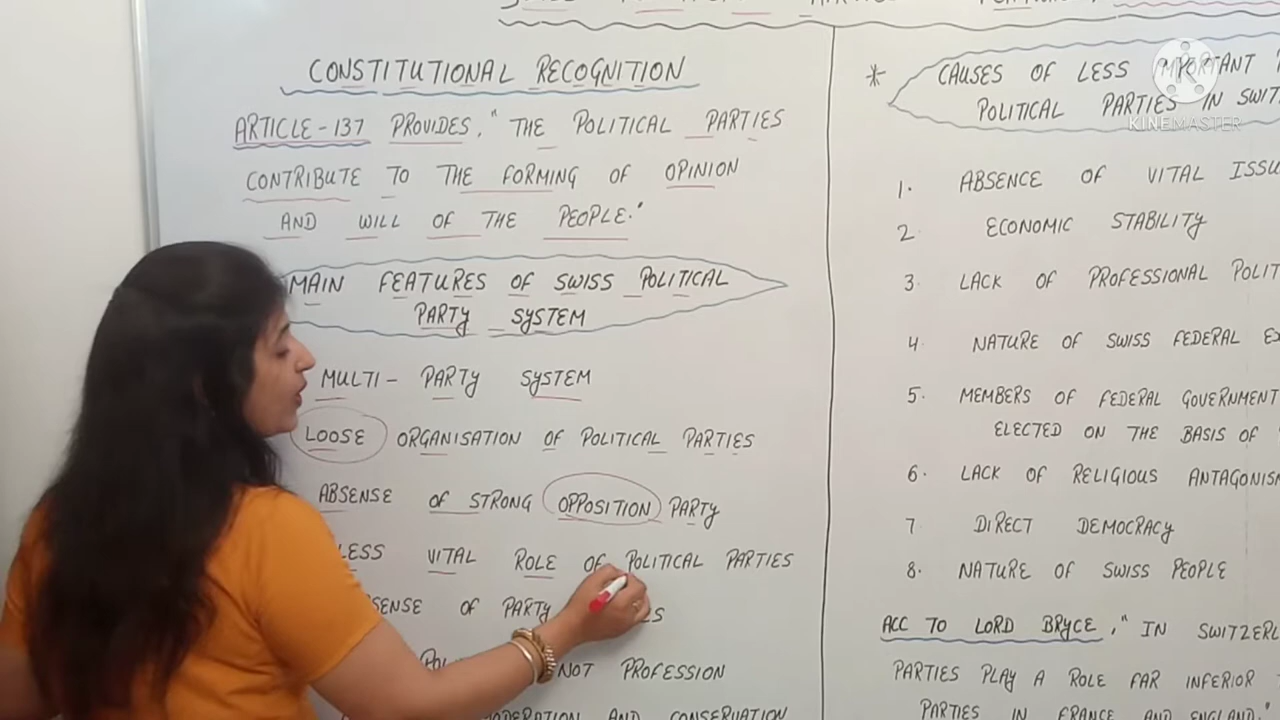 CONSTITUTIONAL RECOGNITION
ARTICLE-137 PROVIDES, "THE POLITICAL PARTIES
CONTRIBUTE TO THE FORMING OF OPINION
AND WILL OF THE PEOPLE."
MAIN FEATURES OF SWISS POLITICAL
PARTY SYSTEM
MULTI-PARTY SYSTEM
LOOSE ORGANISATION OF POLITICAL PARTIES
ABSENSE OF STRONG OPPOSITION PARTY
LESS VITAL ROLE OF POLITICAL PARTIES
OF PARTY
NOT PROFESSION
AND CONSERVATION
* CAUSES OF LESS
POLITICAL PARTIES IN
1. ABSENCE OF VITAL
2. ECONOMIC STABILITY
3. LACK OF PROFESSIONAL
4. NATURE OF SWISS FEDERAL
5. MEMBERS OF FEDERAL GOVERNMENT
ELECTED ON THE BASIS OF
6. LACK OF RELIGIOUS
7. DIRECT DEMOCRACY
8. NATURE OF SWISS PEOPLE
ACC TO LORD BRYCE, "IN
PARTIES PLAY A ROLE FAR INFERIOR
PARTIES IN FRANCE AND ENGLAND."
KINEMASTER